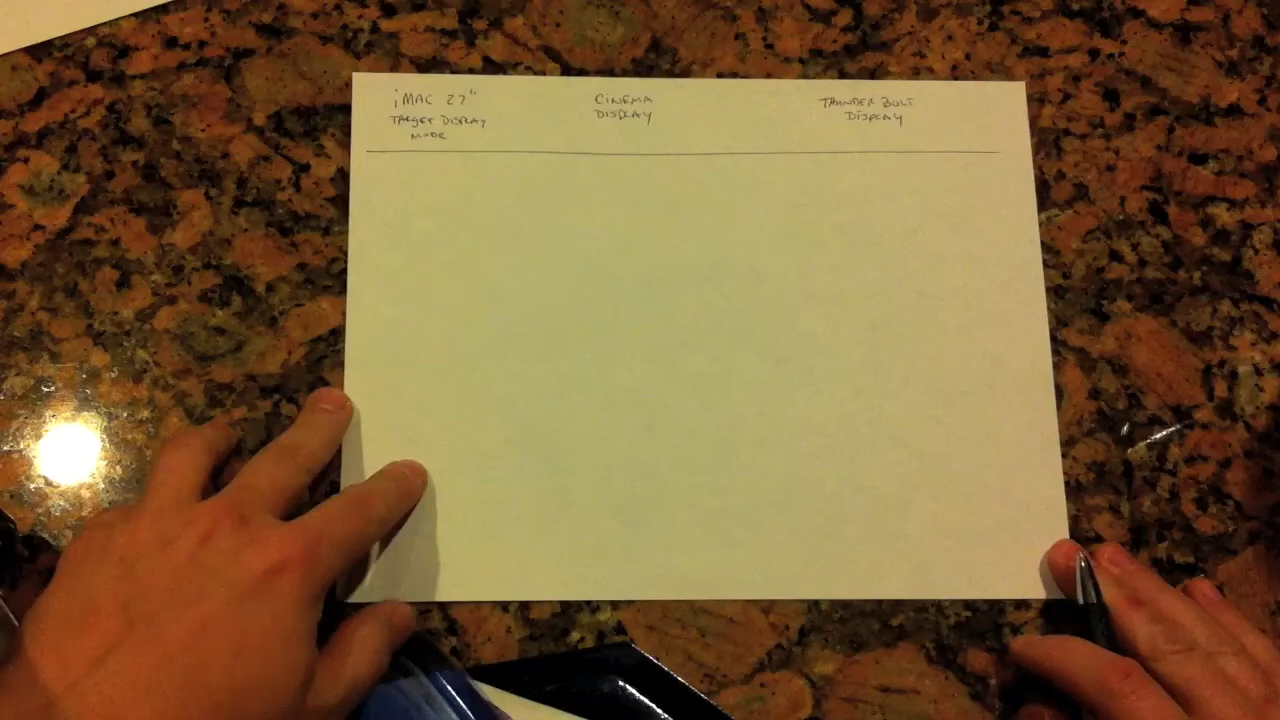 iMAC 27"
TARGET DISPLAY
MODE
CINEMA
DISPLAY
THUNDER BOLT
DISPLAY